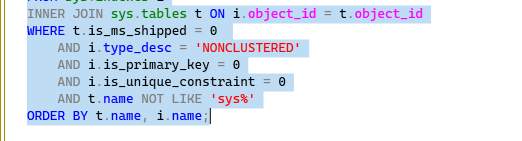 INNER JOIN sys.tables t ON i.object_id = t.object_id
WHERE t.is_ms_shipped = 0
    AND i.type_desc = 'NONCLUSTERED'
    AND i.is_primary_key = 0
    AND i.is_unique_constraint = 0
    AND t.name NOT LIKE 'sys%'
ORDER BY t.name, i.name;